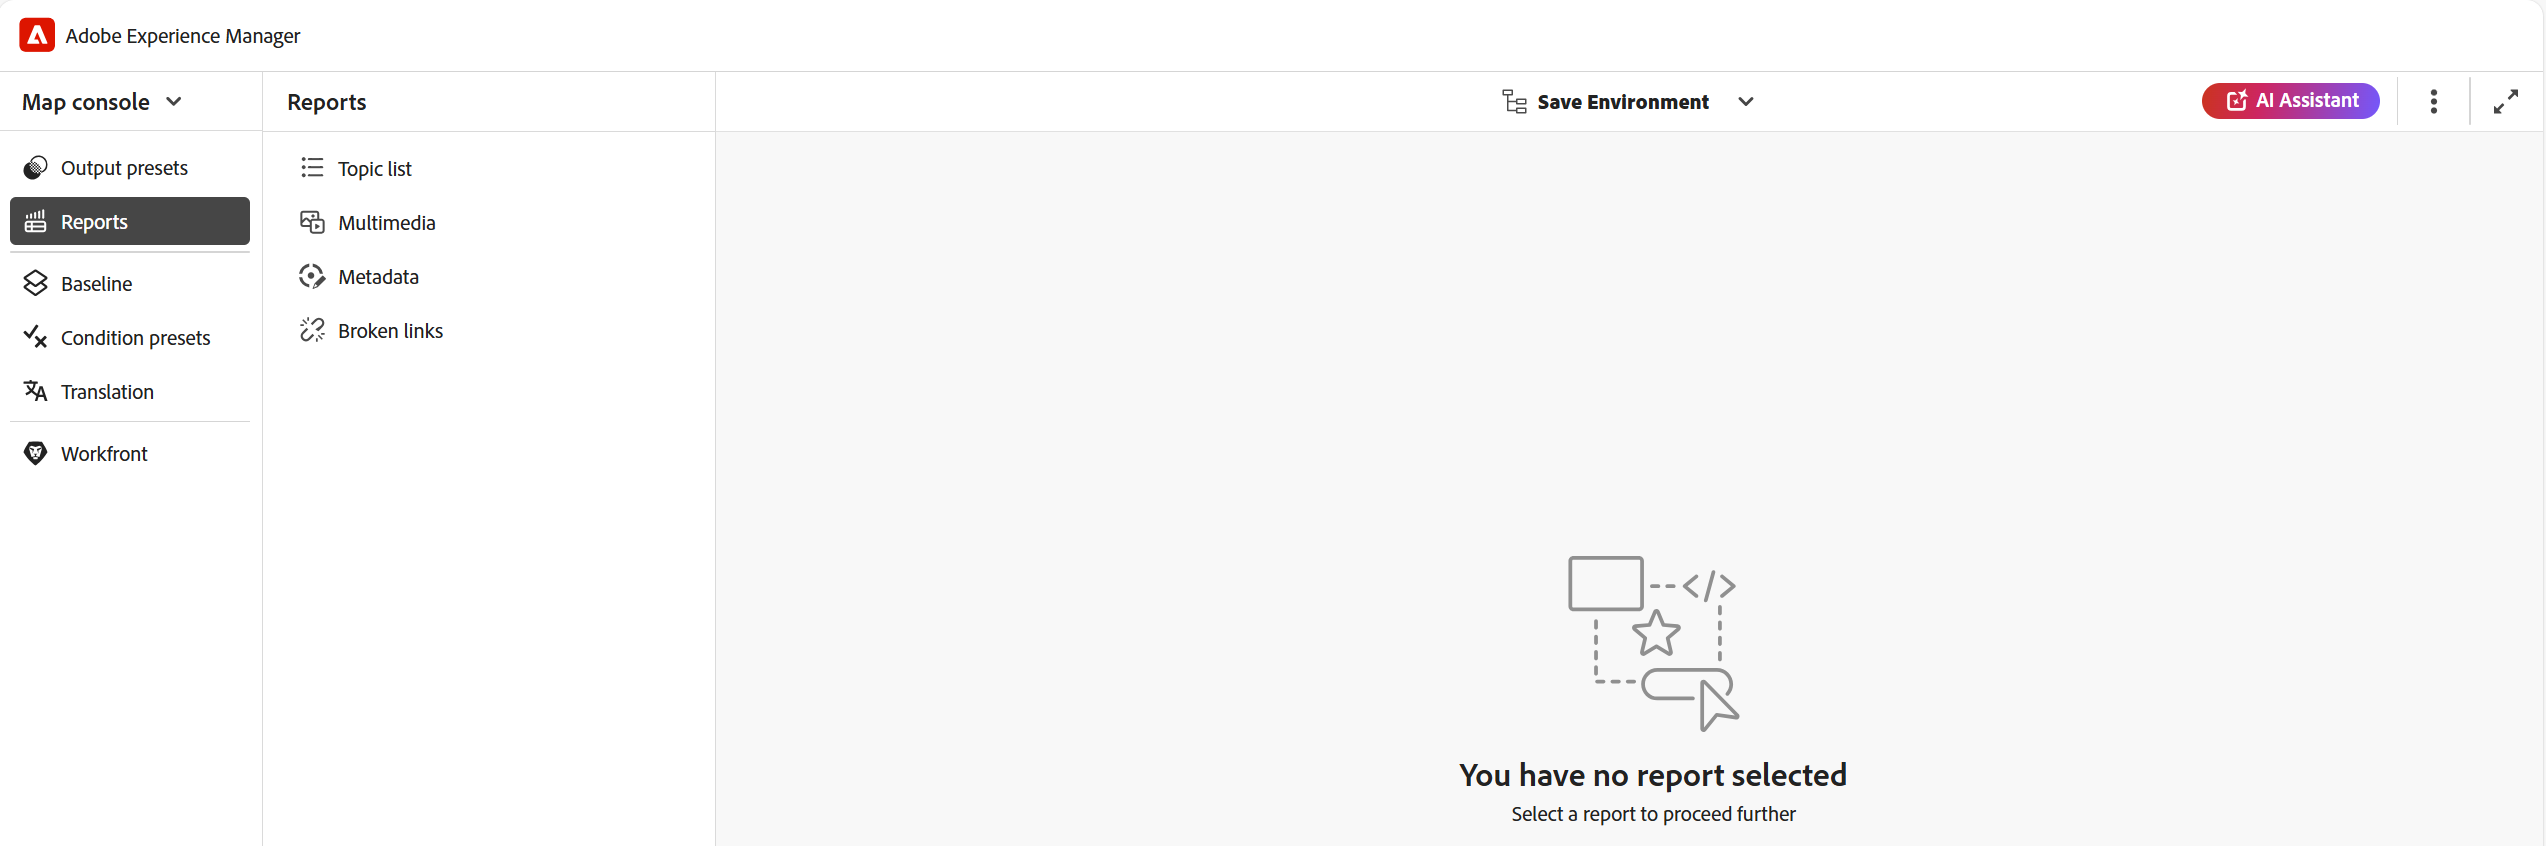 Adobe Experience Manager
Map console
Reports
Save Environment
AI Assistant
Output presets
Reports
Baseline
Condition presets
Translation
Workfront
Topic list
Multimedia
Metadata
Broken links
You have no report selected
Select a report to proceed further